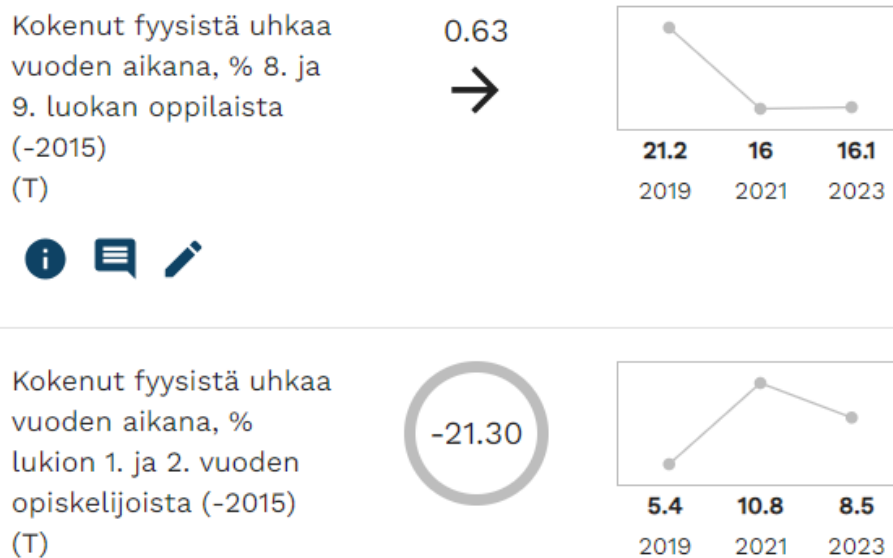 Kokenut fyysistä uhkaa
vuoden aikana, % 8. ja
9. luokan oppilaista
(-2015)
(T)
0.63
21.2 16 16.1
2019 2021 2023
Kokenut fyysistä uhkaa
vuoden aikana, %
lukion 1. ja 2. vuoden
opiskelijoista (-2015)
(T)
-21.30
5.4 10.8 8.5
2019 2021 2023